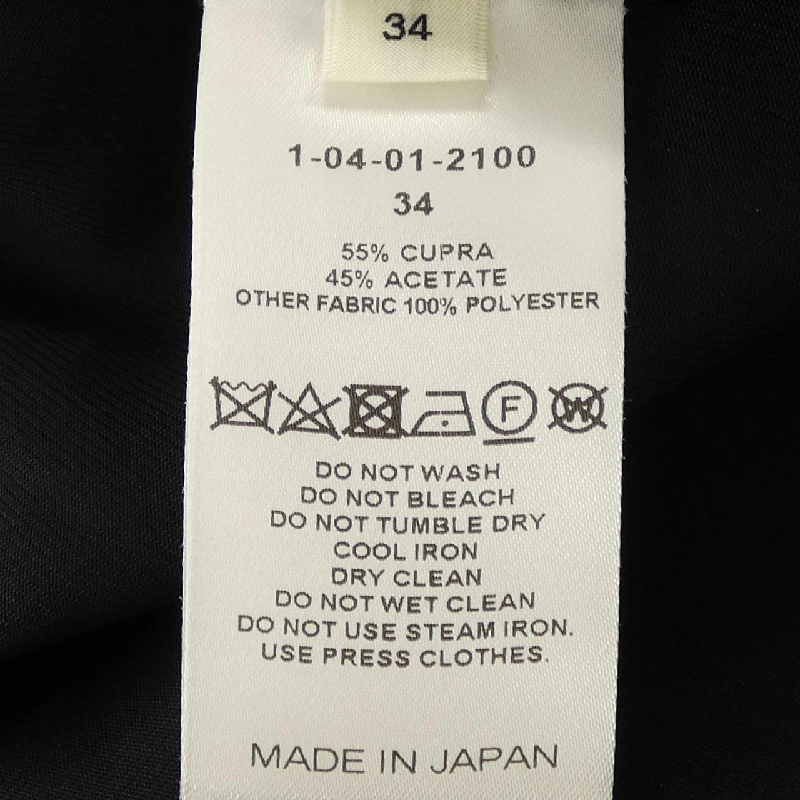 34
1-04-01-2100
34
55% CUPRA
45% ACETATE
OTHER FABRIC 100% POLYESTER
F W
DO NOT WASH
DO NOT BLEACH
DO NOT TUMBLE DRY
COOL IRON
DRY CLEAN
DO NOT WET CLEAN
DO NOT USE STEAM IRON.
USE PRESS CLOTHES.
MADE IN JAPAN